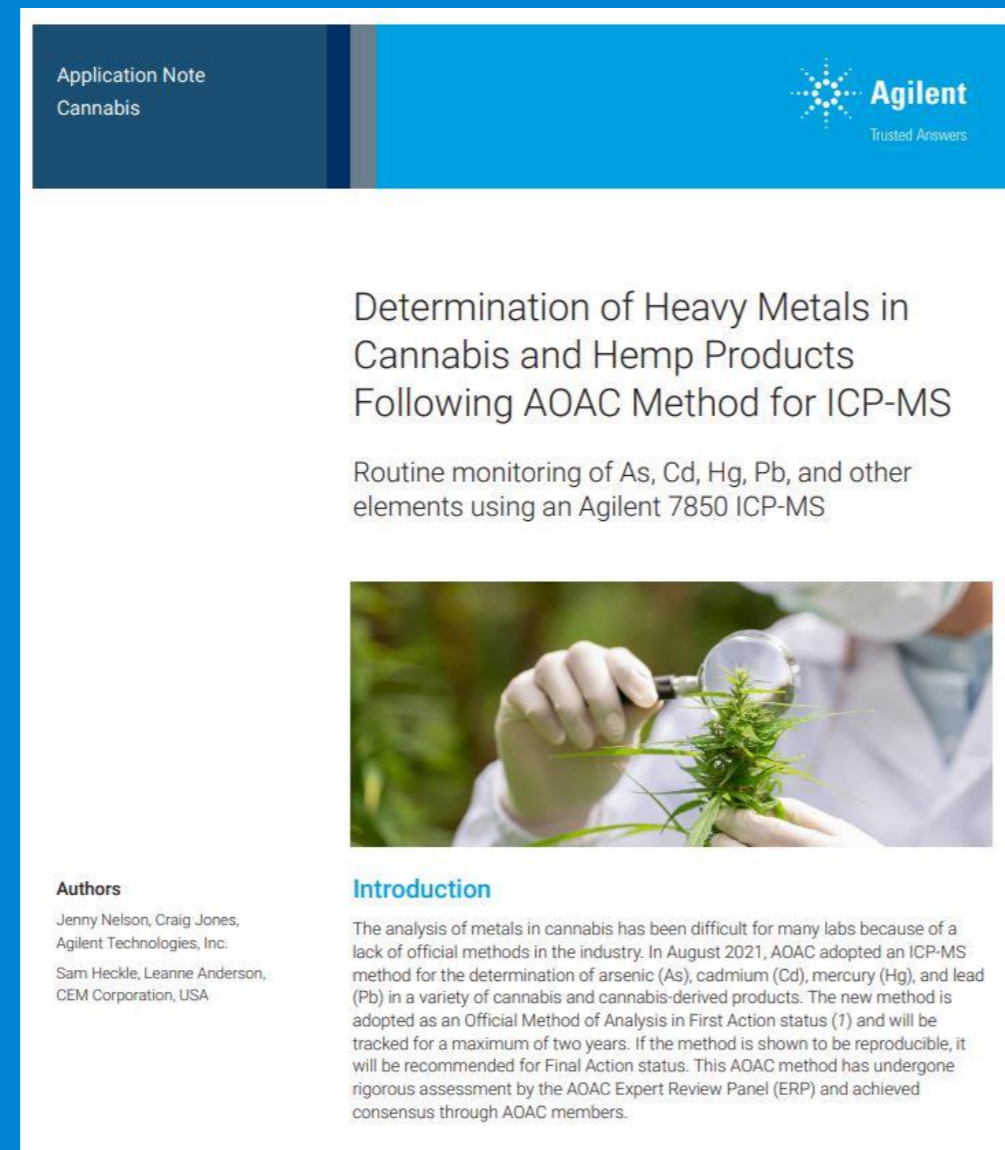 Application Note
Cannabis
Agilent
Trusted Answers
Determination of Heavy Metals in
Cannabis and Hemp Products
Following AOAC Method for ICP-MS
Routine monitoring of As, Cd, Hg, Pb, and other
elements using an Agilent 7850 ICP-MS
Authors
Jenny Nelson, Craig Jones,
Agilent Technologies, Inc.
Sam Heckle, Leanne Anderson,
CEM Corporation, USA
Introduction
The analysis of metals in cannabis has been difficult for many labs because of a
lack of official methods in the industry. In August 2021, AOAC adopted an ICP-MS
method for the determination of arsenic (As), cadmium (Cd), mercury (Hg), and lead
(Pb) in a variety of cannabis and cannabis-derived products. The new method is
adopted as an Official Method of Analysis in First Action status (1) and will be
tracked for a maximum of two years. If the method is shown to be reproducible, it
will be recommended for Final Action status. This AOAC method has undergone
rigorous assessment by the AOAC Expert Review Panel (ERP) and achieved
consensus through AOAC members.